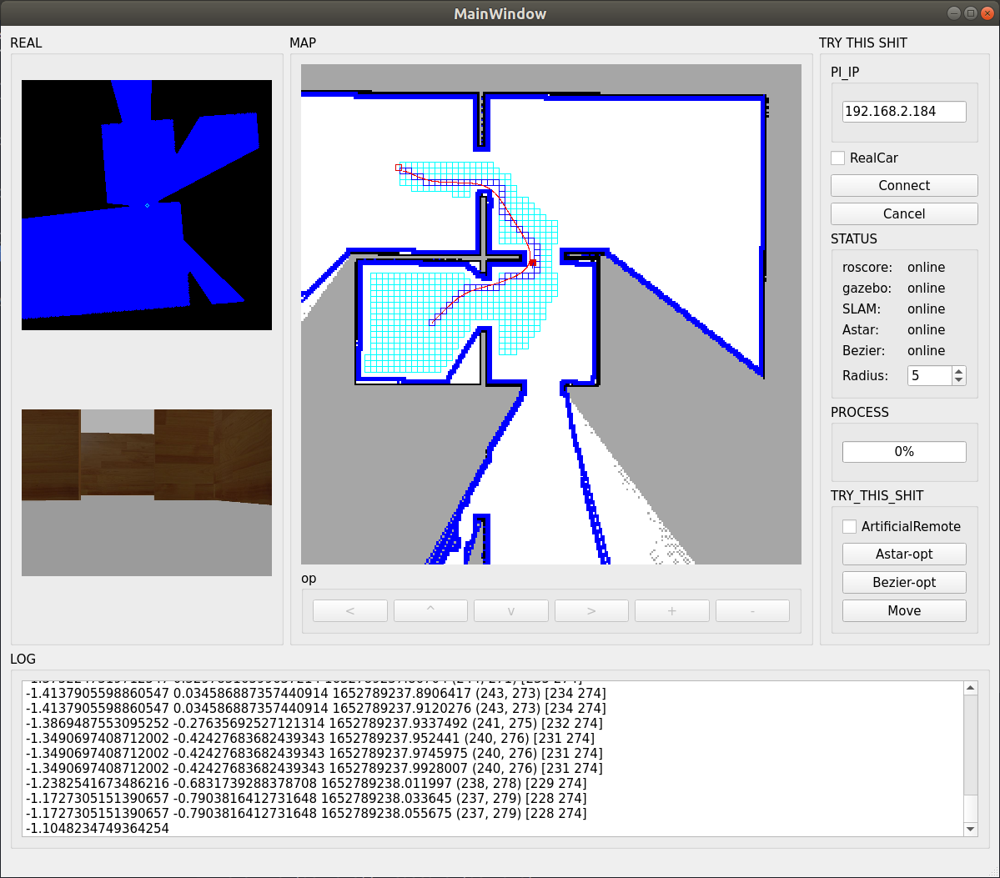 MainWindow
REAL
MAP
TRY THIS SHIT
PI_IP
192.168.2.184
RealCar
Connect
Cancel
STATUS
roscore: online
gazebo: online
SLAM: online
Astar: online
Bezier: online
Radius: 5
PROCESS
0%
TRY_THIS_SHIT
ArtificialRemote
Astar-opt
Bezier-opt
Move
op
< ^ v > + -
LOG
-1.4137905598860547 0.034586887357440914 1652789237.8906417 (243, 273) [234 274]
-1.4137905598860547 0.034586887357440914 1652789237.9120276 (243, 273) [234 274]
-1.3869487553095252 -0.27635692527121314 1652789237.9337492 (241, 275) [232 274]
-1.3490697408712002 -0.42427683682439343 1652789237.952441 (240, 276) [231 274]
-1.3490697408712002 -0.42427683682439343 1652789237.9745975 (240, 276) [231 274]
-1.3490697408712002 -0.42427683682439343 1652789237.9928007 (240, 276) [231 274]
-1.2382541673486216 -0.6831739288378708 1652789238.011997 (238, 278) [229 274]
-1.1727305151390657 -0.7903816412731648 1652789238.033645 (237, 279) [228 274]
-1.1727305151390657 -0.7903816412731648 1652789238.055675 (237, 279) [228 274]
-1.1048234749364254